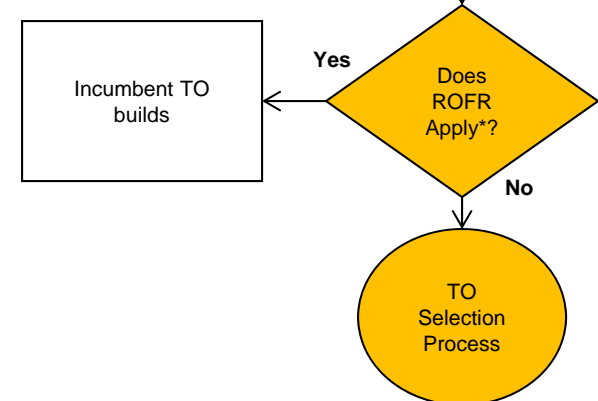 Yes
Does
ROFR
Apply*?
Incumbent TO
builds
No
TO
Selection
Process